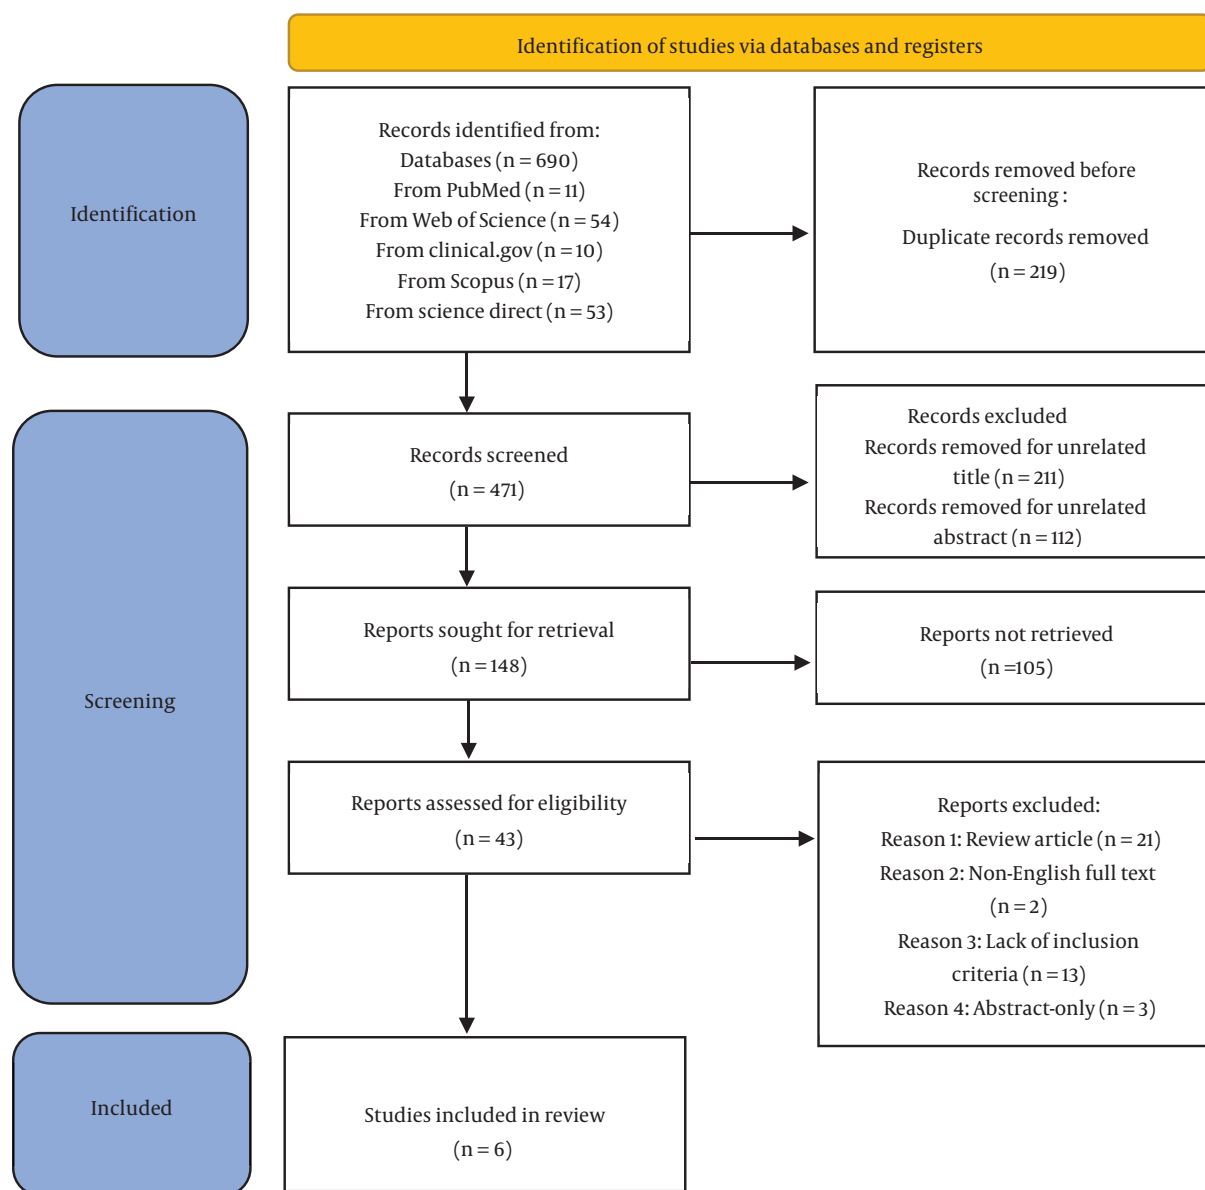 Identification of studies via databases and registers
Identification
Records identified from:
Databases (n = 690)
From PubMed (n = 11)
From Web of Science (n = 54)
From clinical.gov (n = 10)
From Scopus (n = 17)
From science direct (n = 53)
Records removed before
screening :
Duplicate records removed
(n = 219)
Screening
Records screened
(n = 471)
Records excluded
Records removed for unrelated
title (n = 211)
Records removed for unrelated
abstract (n = 112)
Reports sought for retrieval
(n = 148)
Reports not retrieved
(n =105)
Reports assessed for eligibility
(n = 43)
Reports excluded:
Reason 1: Review article (n = 21)
Reason 2: Non-English full text
(n = 2)
Reason 3: Lack of inclusion
criteria (n = 13)
Reason 4: Abstract-only (n = 3)
Included
Studies included in review
(n = 6)